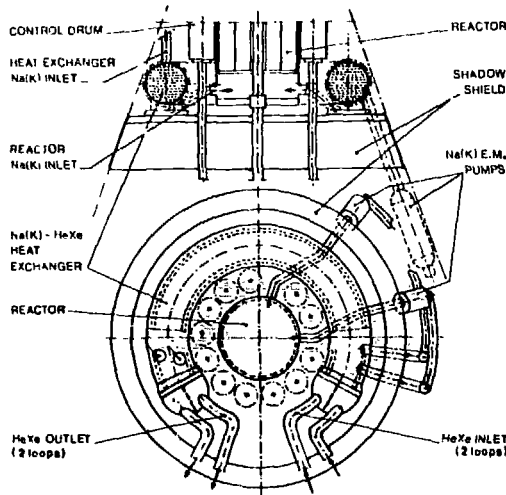 CONTROL DRUM
HEAT EXCHANGER
Na(K) INLET
REACTOR
Na(K) INLET
Na(K) - HeXe
HEAT
EXCHANGER
REACTOR
HeXe OUTLET
(2 loops)
REACTOR
SHADOW
SHIELD
Na(K) E.M.
PUMPS
HeXe INLET
(2 loops)